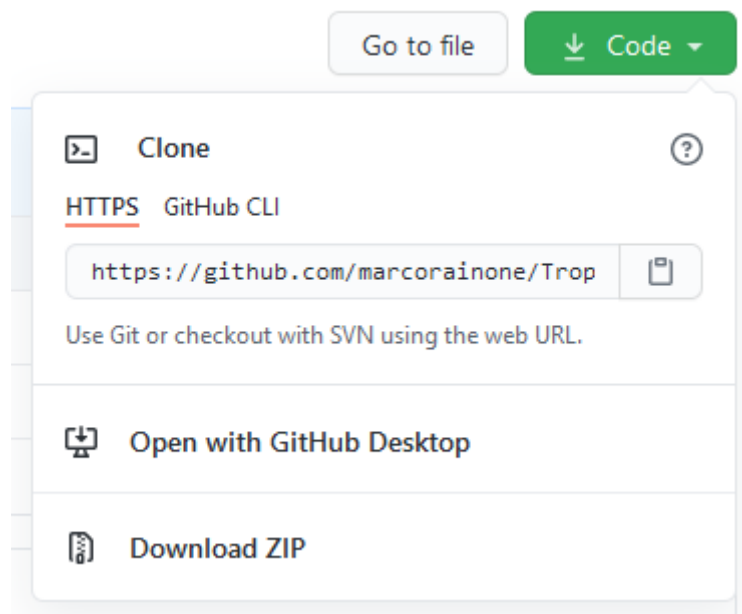 Go to file Code
Clone
HTTPS GitHub CLI
https://github.com/marcorainone/Trop
Use Git or checkout with SVN using the web URL.
Open with GitHub Desktop
Download ZIP